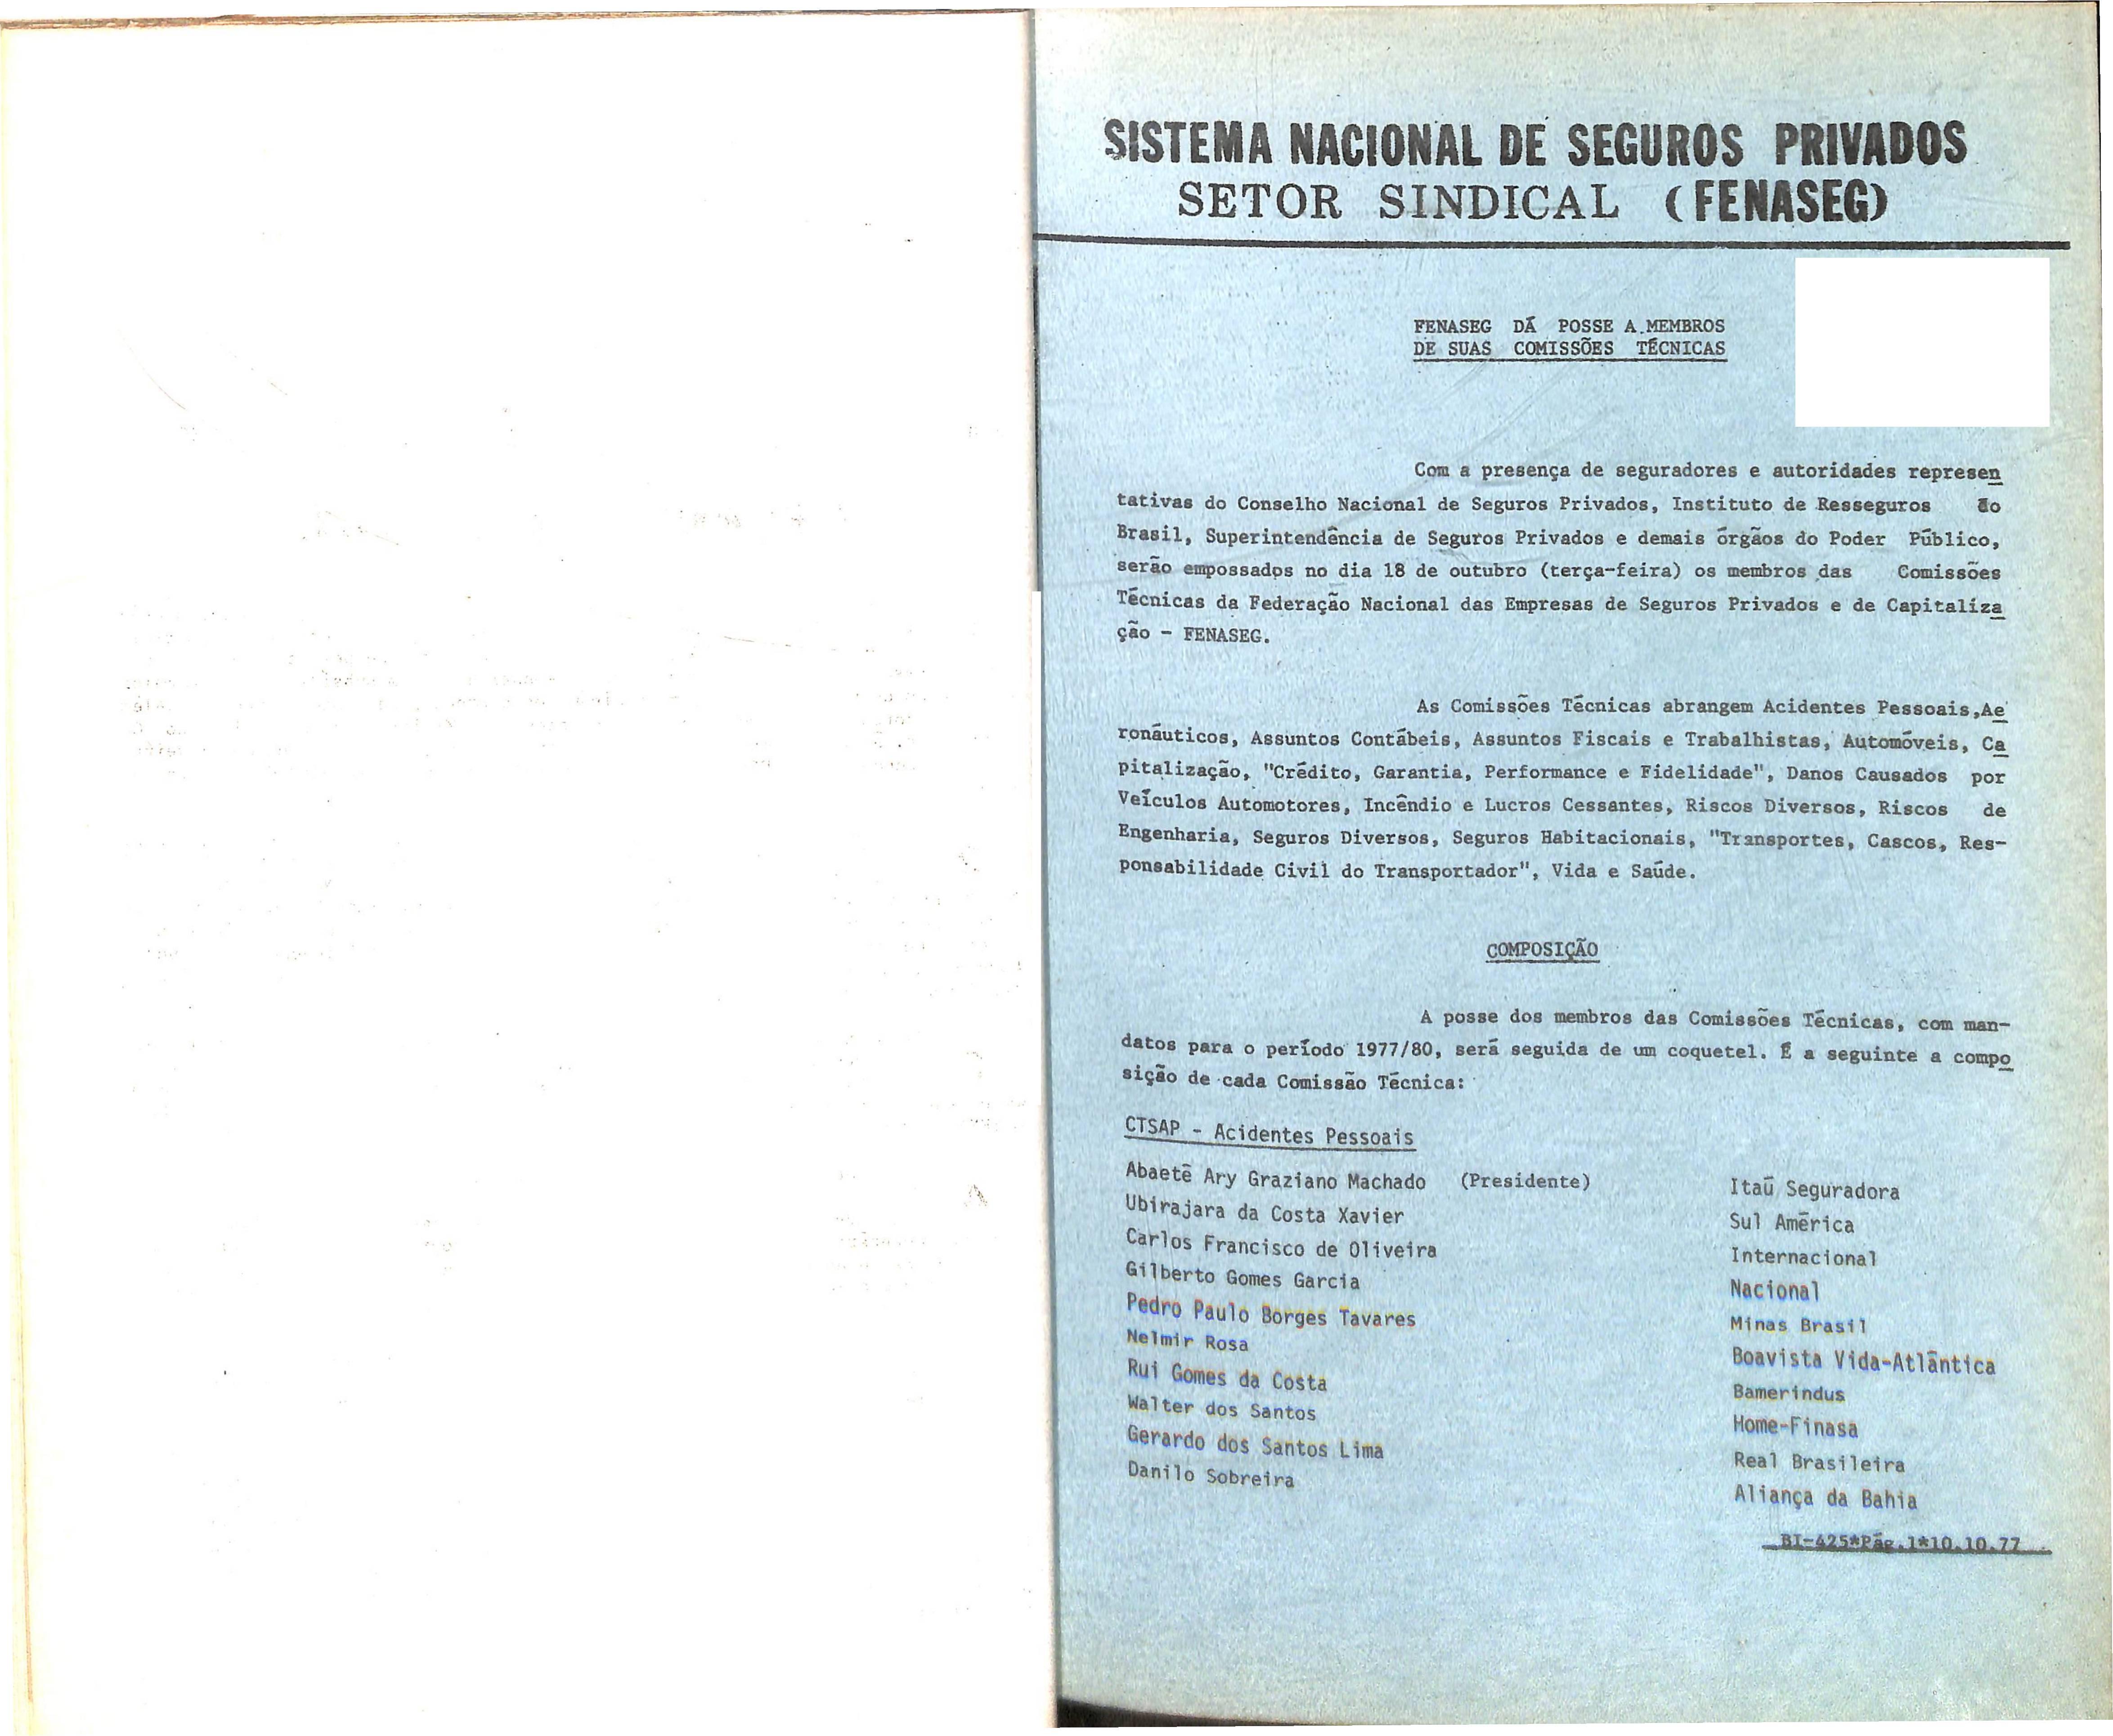 SISTEMA NACIONAL DE SEGUROS PRIVADOS
SETOR SINDICAL (FENASEG)
FENASEG DÁ POSSE A MEMBROS
DE SUAS COMISSÕES TÉCNICAS
Com a presença de seguradores e autoridades represen
tativas do Conselho Nacional de Seguros Privados, Instituto de Resseguros do
Brasil, Superintendência de Seguros Privados e demais órgãos do Poder Público,
serão empossados no dia 18 de outubro (terça-feira) os membros das Comissões
Técnicas da Federação Nacional das Empresas de Seguros Privados e de Capitaliza
ção - FENASEG.
As Comissões Técnicas abrangem Acidentes Pessoais,Ae
ronáuticos, Assuntos Contábeis, Assuntos Fiscais e Trabalhistas, Automóveis, Ca
pitalização, "Crédito, Garantia, Performance e Fidelidade", Danos Causados por
Veículos Automotores, Incêndio e Lucros Cessantes, Riscos Diversos, Riscos de
Engenharia, Seguros Diversos, Seguros Habitacionais, "Transportes, Cascos, Res-
ponsabilidade Civil do Transportador", Vida e Saúde.
COMPOSIÇÃO
A posse dos membros das Comissões Técnicas, com man-
datos para o período 1977/80, será seguida de um coquetel. É a seguinte a compo
sição de cada Comissão Técnica:
CTSAP - Acidentes Pessoais
Abaetê Ary Graziano Machado (Presidente) Itaú Seguradora
Ubirajara da Costa Xavier Sul América
Carlos Francisco de Oliveira Internacional
Gilberto Gomes Garcia Nacional
Pedro Paulo Borges Tavares Minas Brasil
Nelmir Rosa Boavista Vida-Atlântica
Rui Gomes da Costa Bamerindus
Walter dos Santos Home-Finasa
Gerardo dos Santos Lima Real Brasileira
Danilo Sobreira Aliança da Bahia
BI-425*Pág.1*10.10.77